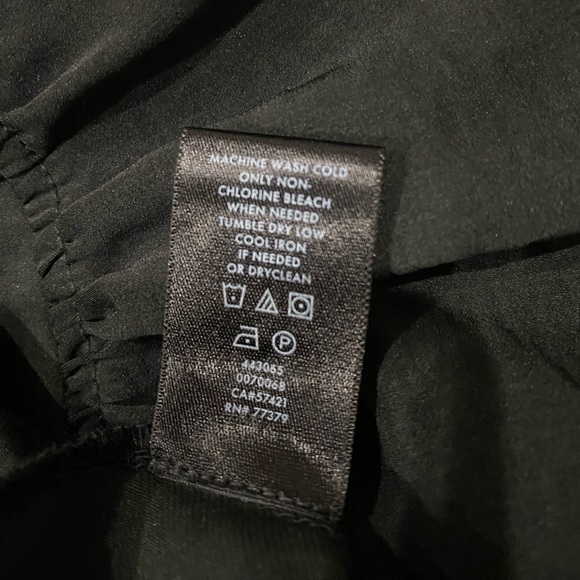 MACHINE WASH COLD
ONLY NON-
CHLORINE BLEACH
WHEN NEEDED
TUMBLE DRY LOW
COOL IRON
IF NEEDED
OR DRYCLEAN
P
443065
007006B
CA#57421
RN# 77379